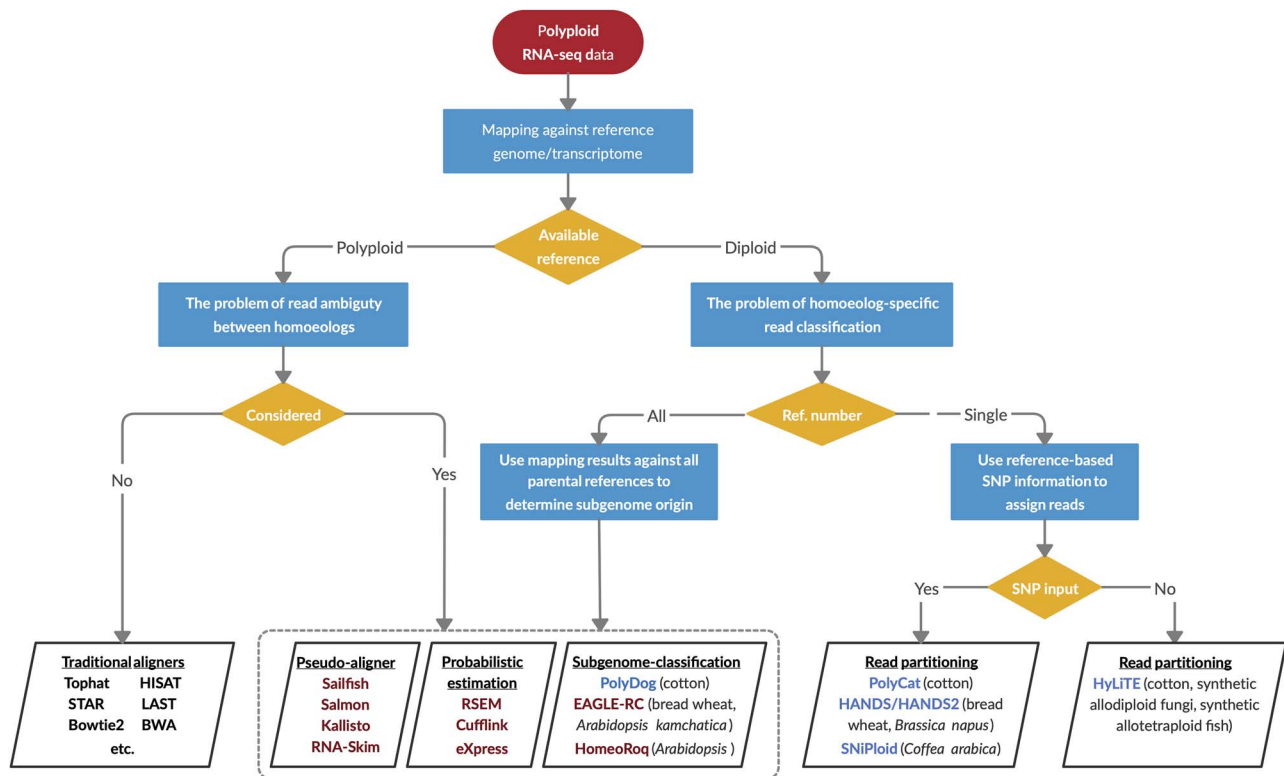 Polyploid
RNA-seq data
Mapping against reference
genome/transcriptome
Available
reference
Polyploid
Diploid
The problem of read ambiguty
between homoeologs
The problem of homoeolog-specific
read classification
Considered
Ref. number
No
Yes
All
Single
Use mapping results against all
parental references to
determine subgenome origin
Use reference-based
SNP information to
assign reads
SNP input
Yes
No
Traditional aligners
Tophat HISAT
STAR LAST
Bowtie2 BWA
etc.
Pseudo-aligner
Sailfish
Salmon
Kallisto
RNA-Skim
Probabilistic
estimation
RSEM
Cufflink
eXpress
Subgenome-classification
PolyDog (cotton)
EAGLE-RC (bread wheat,
Arabidopsis kamchatica)
HomeoRoq (Arabidopsis )
Read partitioning
PolyCat (cotton)
HANDS/HANDS2 (bread
wheat, Brassica napus)
SNiPloid (Coffea arabica)
Read partitioning
HyLiTE (cotton, synthetic
allodiploid fungi, synthetic
allotetraploid fish)